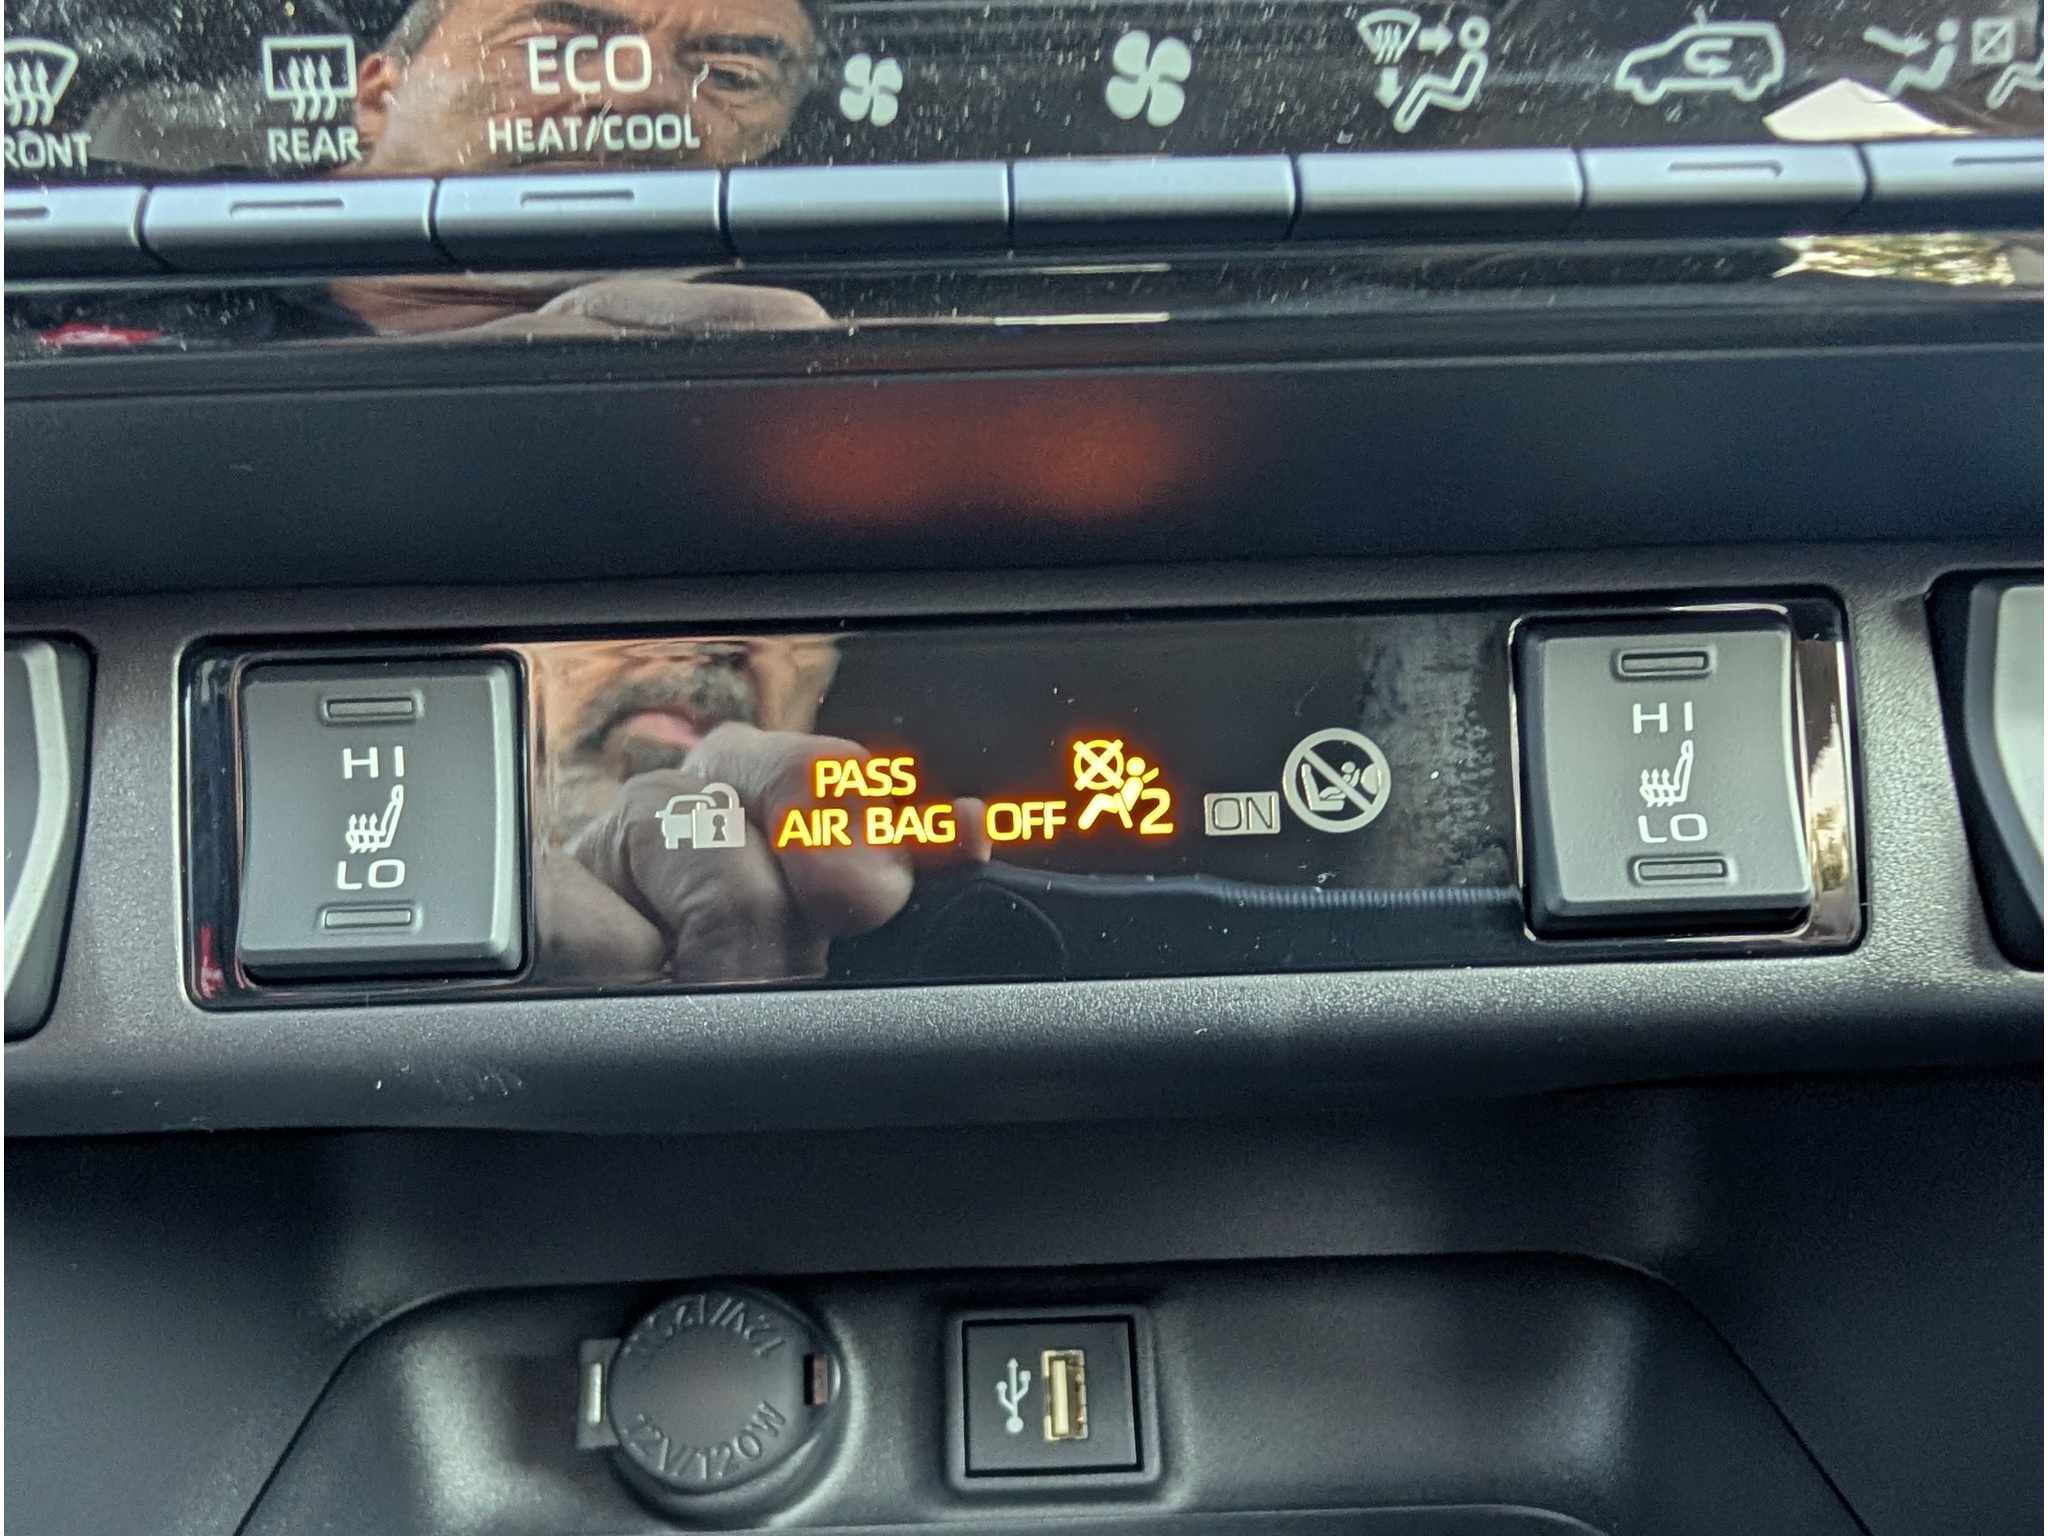 FRONT
REAR
ECO
HEAT/COOL
HI
LO
PASS
AIR BAG OFF 2
ON
HI
LO
12V/120W
12V/120W